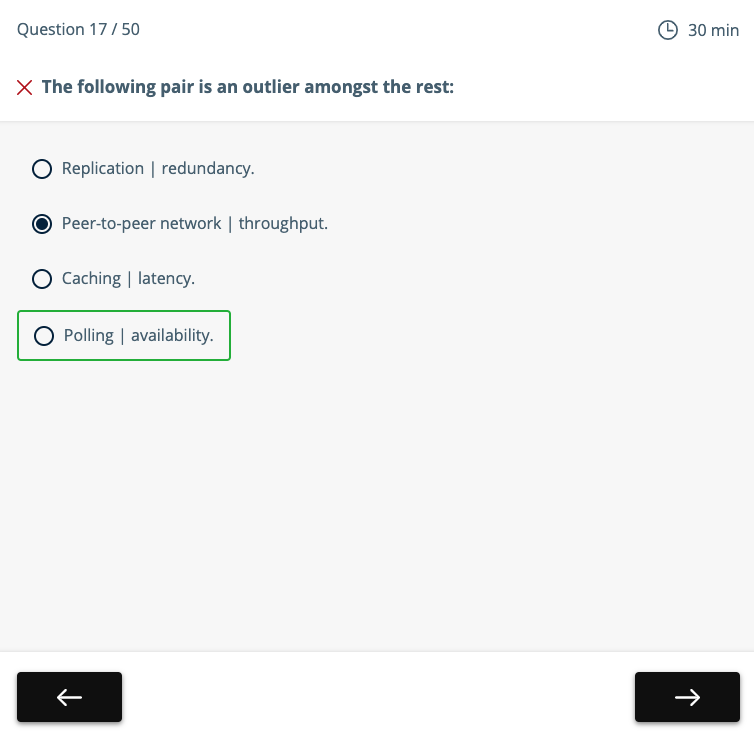 Question 17 / 50
30 min
The following pair is an outlier amongst the rest:
Replication | redundancy.
Peer-to-peer network | throughput.
Caching | latency.
Polling | availability.